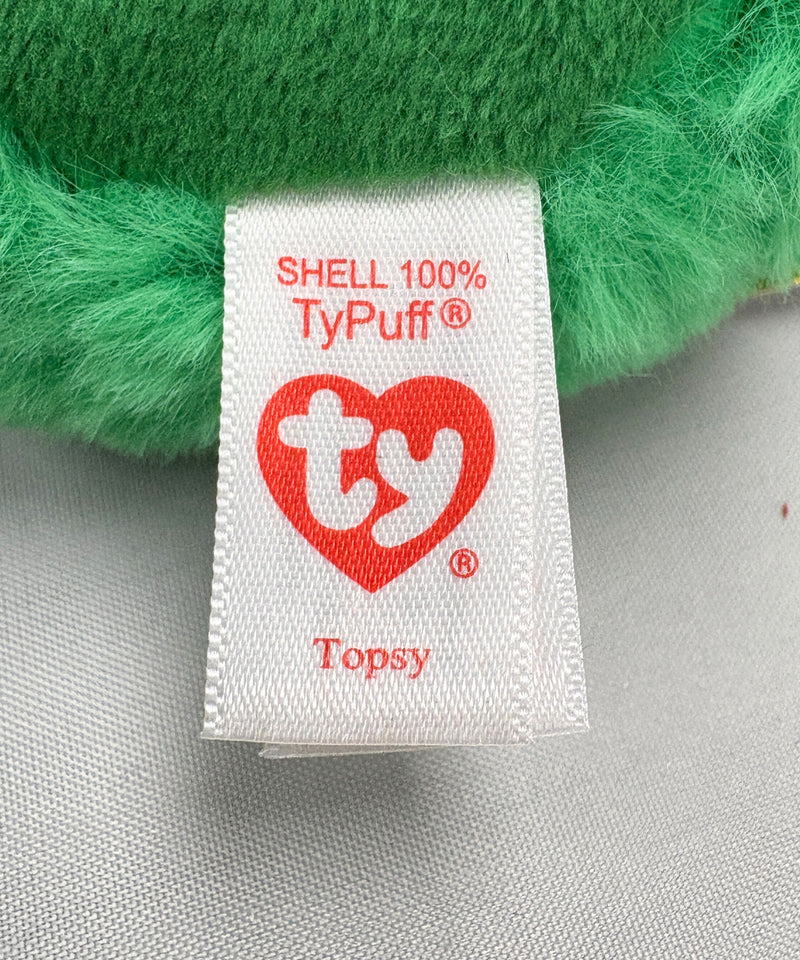 SHELL 100%
TyPuff®
ty
®
Topsy